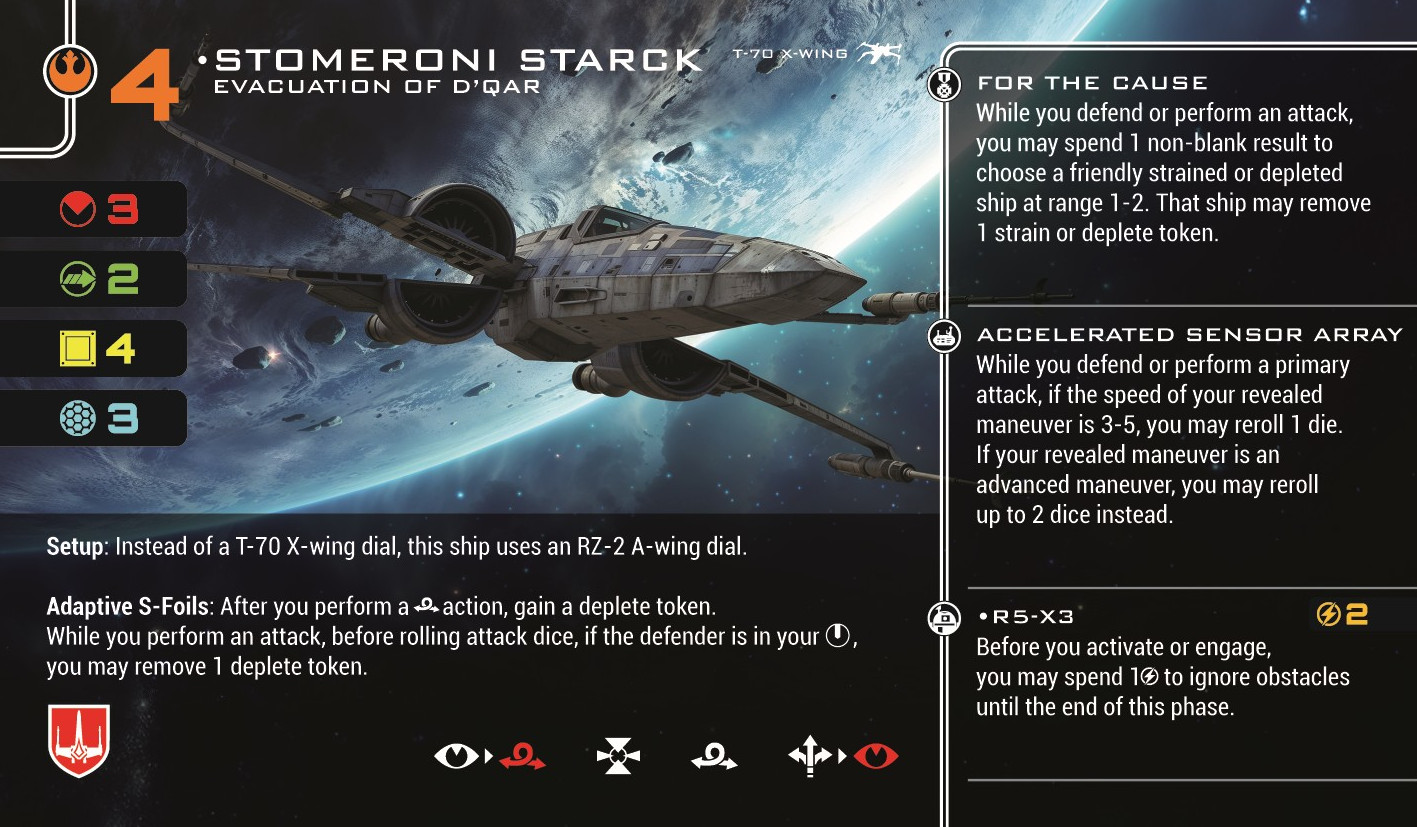 4
•STOMERONI STARCK
EVACUATION OF D'QAR
T-70 X-WING
3
2
4
3
Setup: Instead of a T-70 X-wing dial, this ship uses an RZ-2 A-wing dial.
Adaptive S-Foils: After you perform a action, gain a deplete token.
While you perform an attack, before rolling attack dice, if the defender is in your ,
you may remove 1 deplete token.
FOR THE CAUSE
While you defend or perform an attack,
you may spend 1 non-blank result to
choose a friendly strained or depleted
ship at range 1-2. That ship may remove
1 strain or deplete token.
ACCELERATED SENSOR ARRAY
While you defend or perform a primary
attack, if the speed of your revealed
maneuver is 3-5, you may reroll 1 die.
If your revealed maneuver is an
advanced maneuver, you may reroll
up to 2 dice instead.
•R5-X3
2
Before you activate or engage,
you may spend 1 to ignore obstacles
until the end of this phase.